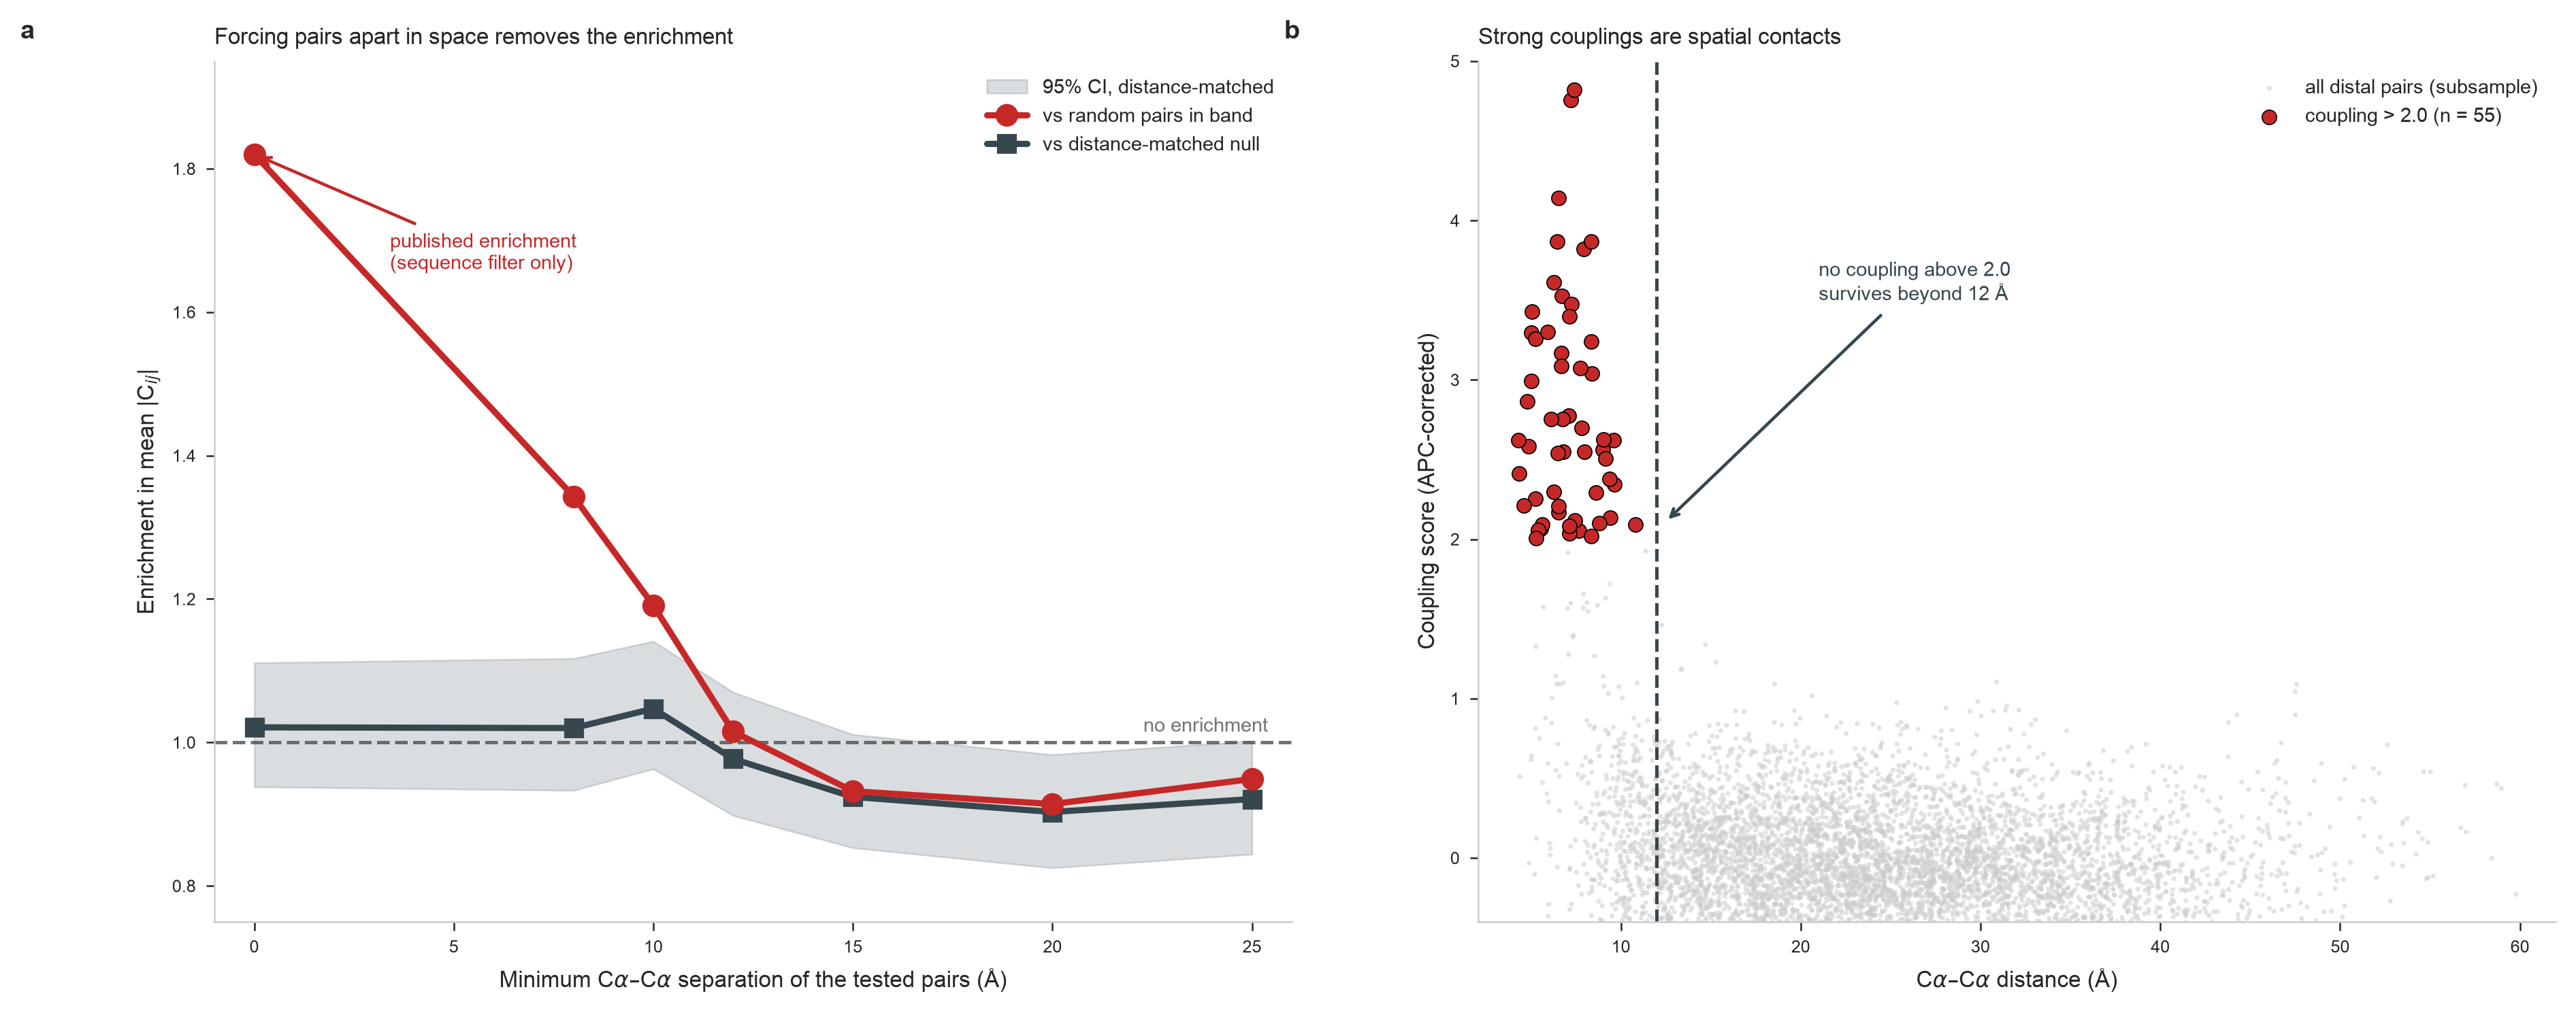 a
Forcing pairs apart in space removes the enrichment
95% CI, distance-matched
vs random pairs in band
vs distance-matched null
published enrichment
(sequence filter only)
no enrichment
Enrichment in mean |Cij|
1.8
1.6
1.4
1.2
1.0
0.8
0
5
10
15
20
25
Minimum Cα–Cα separation of the tested pairs (Å)
b
Strong couplings are spatial contacts
all distal pairs (subsample)
coupling > 2.0 (n = 55)
no coupling above 2.0
survives beyond 12 Å
Coupling score (APC-corrected)
5
4
3
2
1
0
10
20
30
40
50
60
Cα–Cα distance (Å)